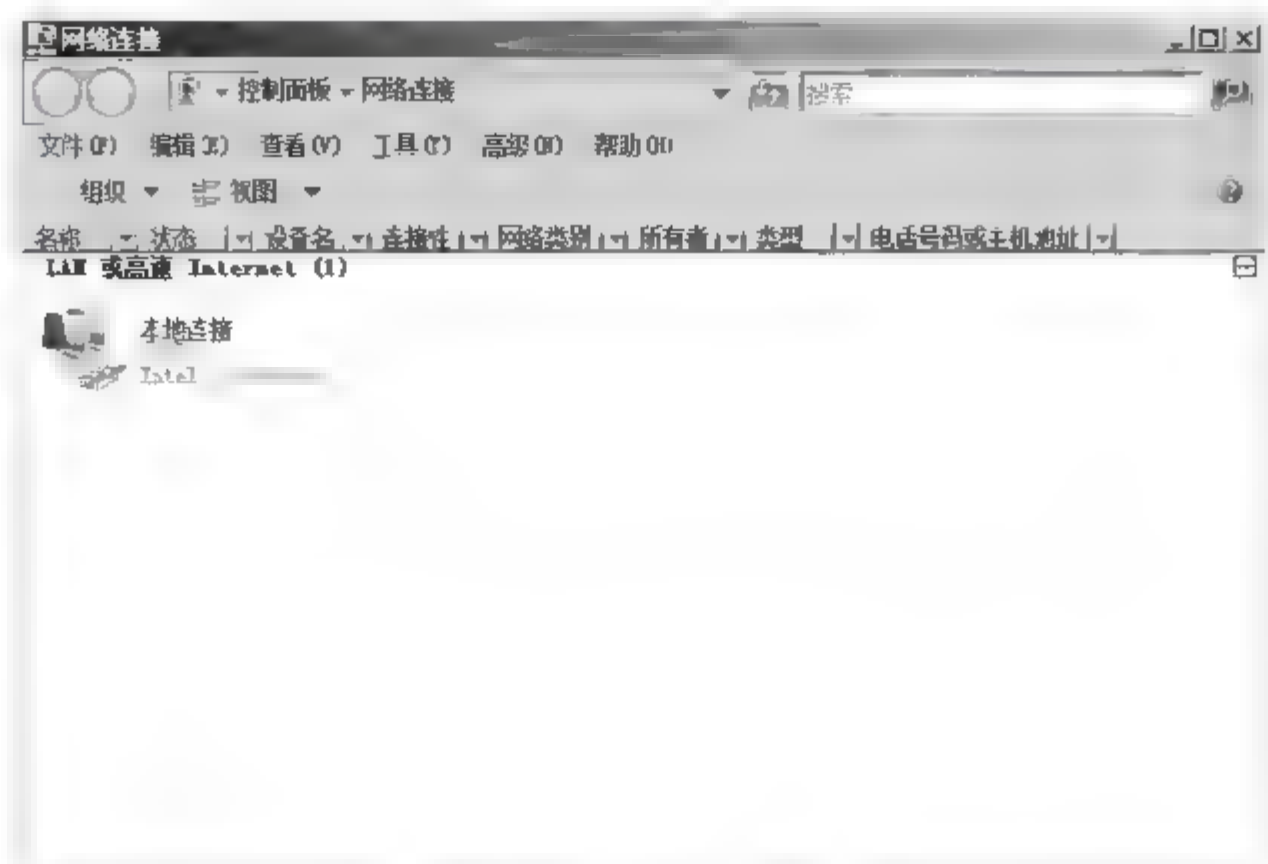 网络连接
控制面板 网络连接 搜索
文件(F) 编辑(E) 查看(V) 工具(T) 高级(N) 帮助(H)
组织 视图
名称 状态 设备名 连接性 网络类别 所有者 类型 电话号码或主机地址
LAN 或高速 Internet (1)
本地连接
Intel